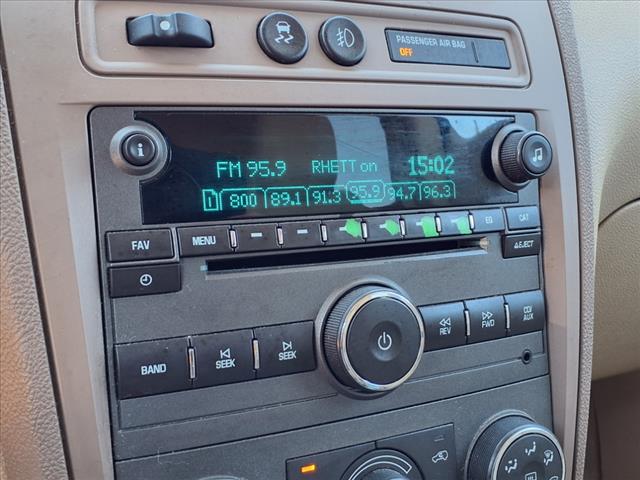 PASSENGER AIR BAG
OFF
FM 95.9 RHETT on 15:02
1 800 89.1 91.3 95.9 94.7 96.3
i
FAV
MENU
EQ
CAT
EJECT
BAND
SEEK
SEEK
REV
FWD
CD/
AUX